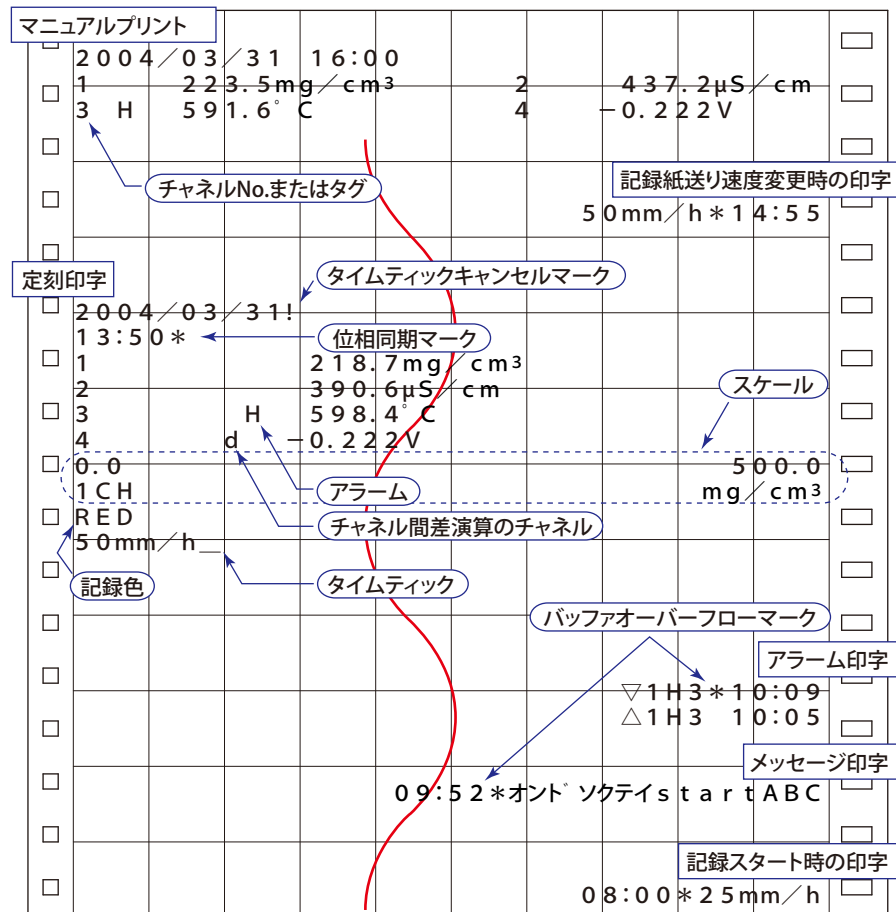 マニュアルプリント
2004/03/31 16:00
1 223.5mg/cm³ 2 437.2μS/cm
3 H 591.6°C 4 −0.222V
チャネルNo.またはタグ
記録紙送り速度変更時の印字
50mm/h*14:55
定刻印字
タイムティックキャンセルマーク
2004/03/31!
13:50*
位相同期マーク
1 218.7mg/cm³
2 390.6μS/cm
スケール
3 H 598.4°C
4 d −0.222V
0.0 500.0
1CH mg/cm³
アラーム
RED
チャネル間差演算のチャネル
50mm/h_
記録色
タイムティック
バッファオーバーフローマーク
アラーム印字
▽1H3*10:09
△1H3 10:05
メッセージ印字
09:52*オンド゛ソクテイstartABC
記録スタート時の印字
08:00*25mm/h